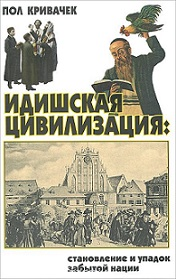 ПОЛ КРИВАЧЕК
ИДИШСКАЯ
ЦИВИЛИЗАЦИЯ:
становление и упадок
забытой нации